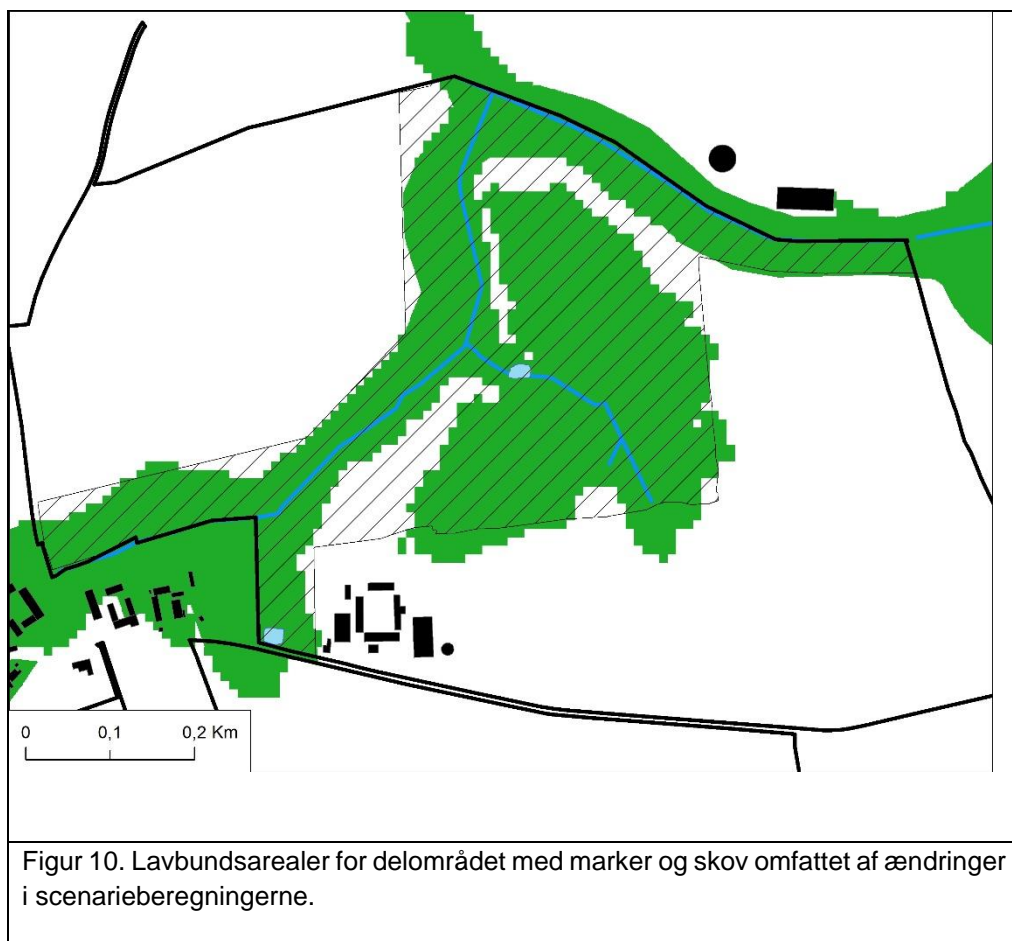 0 0,1 0,2 Km
Figur 10. Lavbundsarealer for delområdet med marker og skov omfattet af ændringer
i scenarieberegningerne.